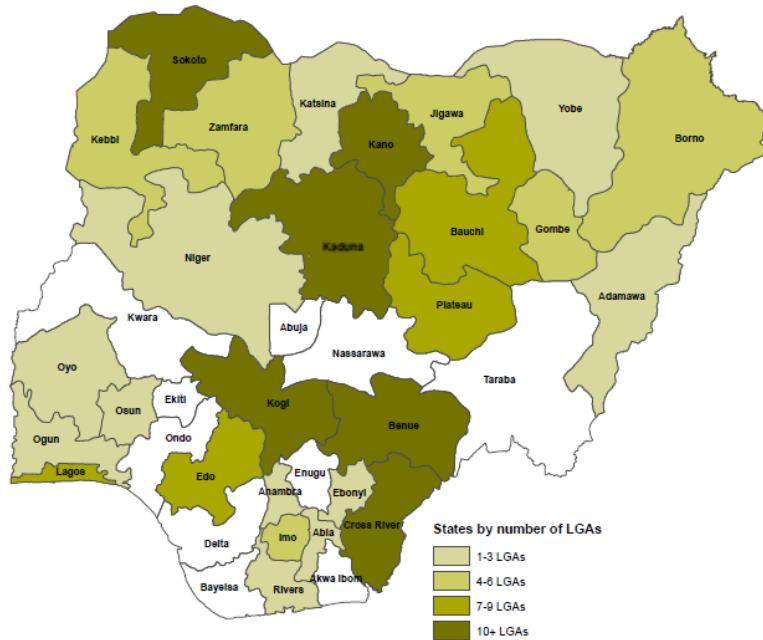 Sokoto
Katsina
Yobe
Jigawa
Zamfara
Kebbi
Kano
Borno
Kaduna
Bauchi
Gombe
Niger
Adamawa
Plateau
Kwara
Abuja
Nassarawa
Oyo
Taraba
Ekiti
Kogi
Osun
Benue
Ogun
Ondo
Lagos
Edo
Enugu
Anambra
Ebonyi
Cross River
Delta
Imo
Abia
Bayelsa
Rivers
Akwa Ibom
States by number of LGAs
1-3 LGAs
4-6 LGAs
7-9 LGAs
10+ LGAs